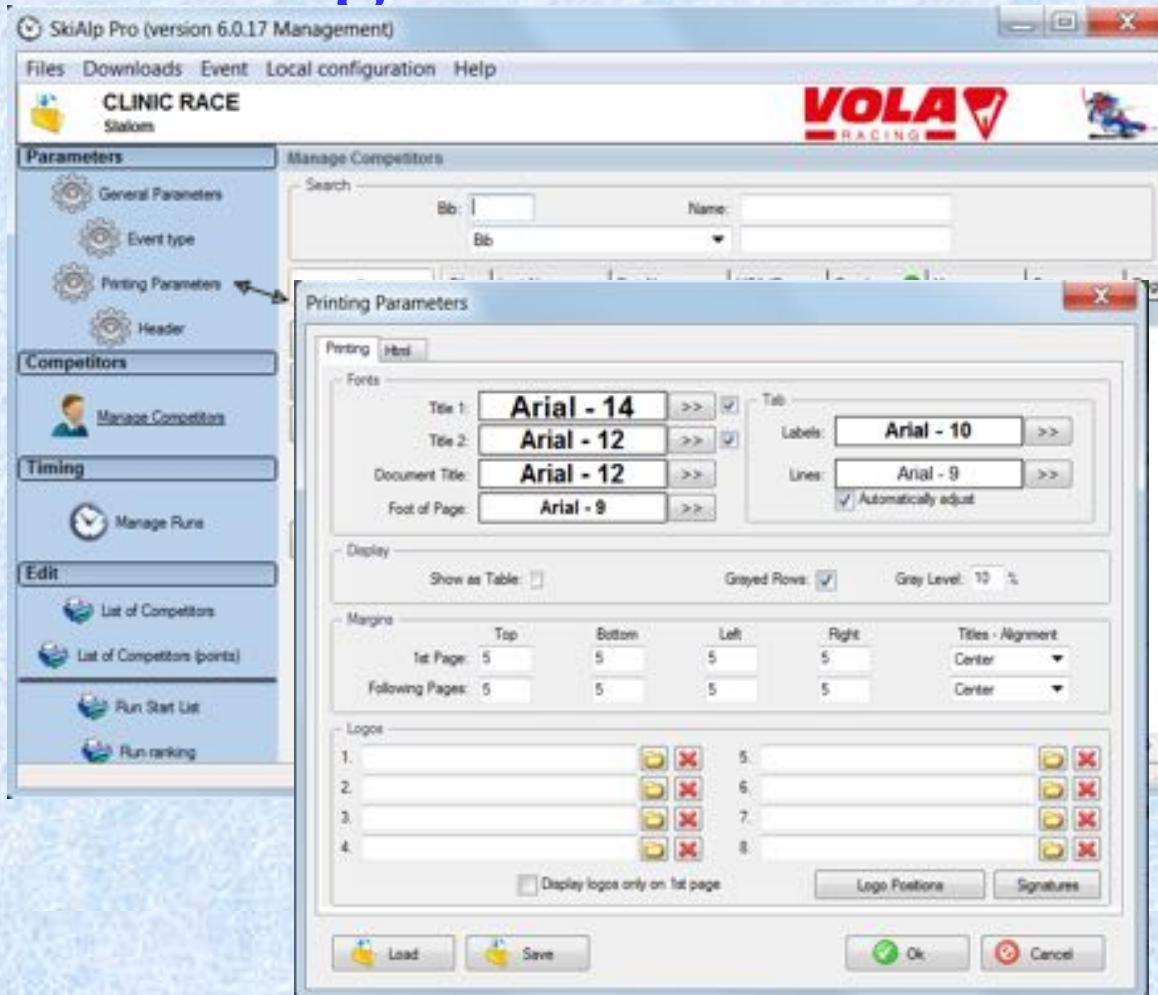 SkiAlp Pro (version 6.0.17 Management)
Files Downloads Event Local configuration Help
CLINIC RACE
Slalom
VOLA
RACING
Parameters
General Parameters
Event type
Printing Parameters
Header
Competitors
Manage Competitors
Timing
Manage Runs
Edit
List of Competitors
List of Competitors (points)
Run Start List
Run ranking
Manage Competitors
Search
Bib: Name:
Bib
Printing Parameters
Printing Html
Fonts
Title 1: Arial - 14 >>
Title 2: Arial - 12 >>
Document Title: Arial - 12 >>
Foot of Page: Arial - 9 >>
Tab
Labels: Arial - 10 >>
Lines: Arial - 9 >>
Automatically adjust
Display
Show as Table: Grayed Rows: Gray Level: 10 %
Margins
Top Bottom Left Right Titles - Alignment
1st Page: 5 5 5 5 Center
Following Pages: 5 5 5 5 Center
Logos
1. 5.
2. 6.
3. 7.
4. 8.
Display logos only on 1st page Logo Positions Signatures
Load Save Ok Cancel